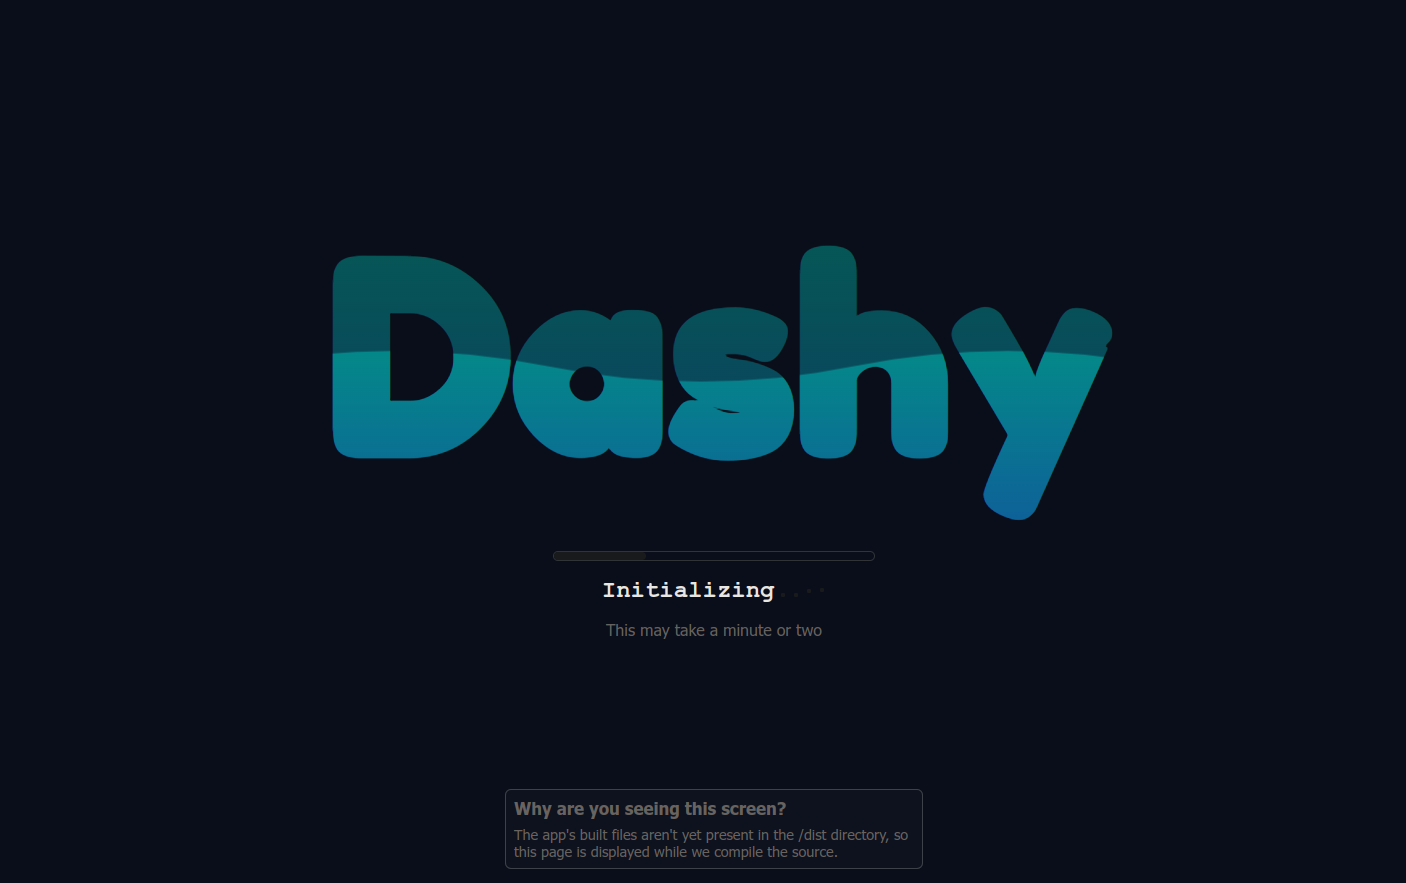 Dashy
Initializing....
This may take a minute or two
Why are you seeing this screen?
The app's built files aren't yet present in the /dist directory, so
this page is displayed while we compile the source.